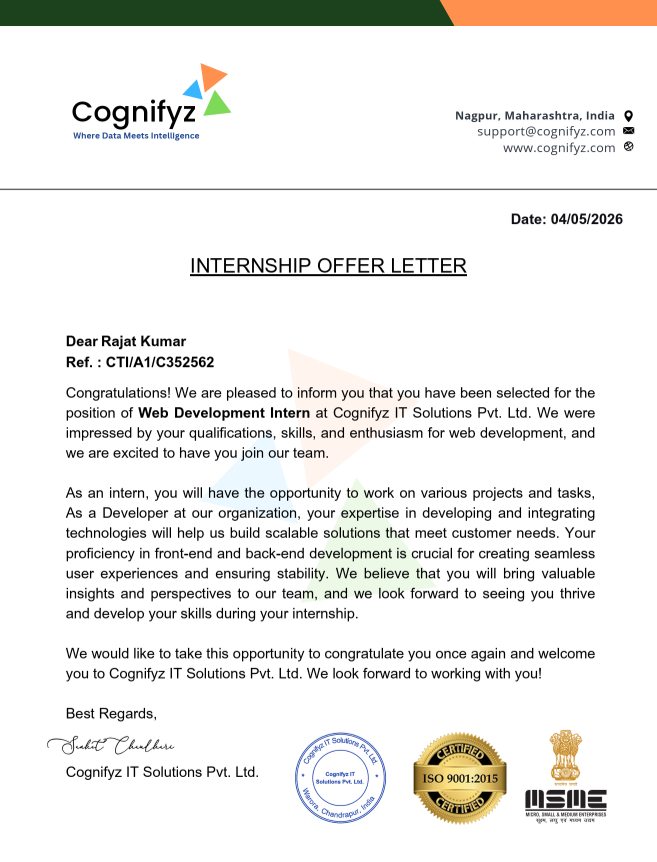 Cognifyz
Where Data Meets Intelligence
Nagpur, Maharashtra, India
support@cognifyz.com
www.cognifyz.com
Date: 04/05/2026
INTERNSHIP OFFER LETTER
Dear Rajat Kumar
Ref. : CTI/A1/C352562
Congratulations! We are pleased to inform you that you have been selected for the
position of Web Development Intern at Cognifyz IT Solutions Pvt. Ltd. We were
impressed by your qualifications, skills, and enthusiasm for web development, and
we are excited to have you join our team.
As an intern, you will have the opportunity to work on various projects and tasks,
As a Developer at our organization, your expertise in developing and integrating
technologies will help us build scalable solutions that meet customer needs. Your
proficiency in front-end and back-end development is crucial for creating seamless
user experiences and ensuring stability. We believe that you will bring valuable
insights and perspectives to our team, and we look forward to seeing you thrive
and develop your skills during your internship.
We would like to take this opportunity to congratulate you once again and welcome
you to Cognifyz IT Solutions Pvt. Ltd. We look forward to working with you!
Best Regards,
Cognifyz IT Solutions Pvt. Ltd.
Cognifyz IT Solutions Pvt. Ltd.
Cognifyz IT
Solutions Pvt. Ltd.
Warora, Chandrapur, India
CERTIFIED
ISO 9001:2015
CERTIFIED
सत्यमेव जयते
MSME
MICRO, SMALL & MEDIUM ENTERPRISES
सूक्ष्म, लघु एवं मध्यम उद्यम